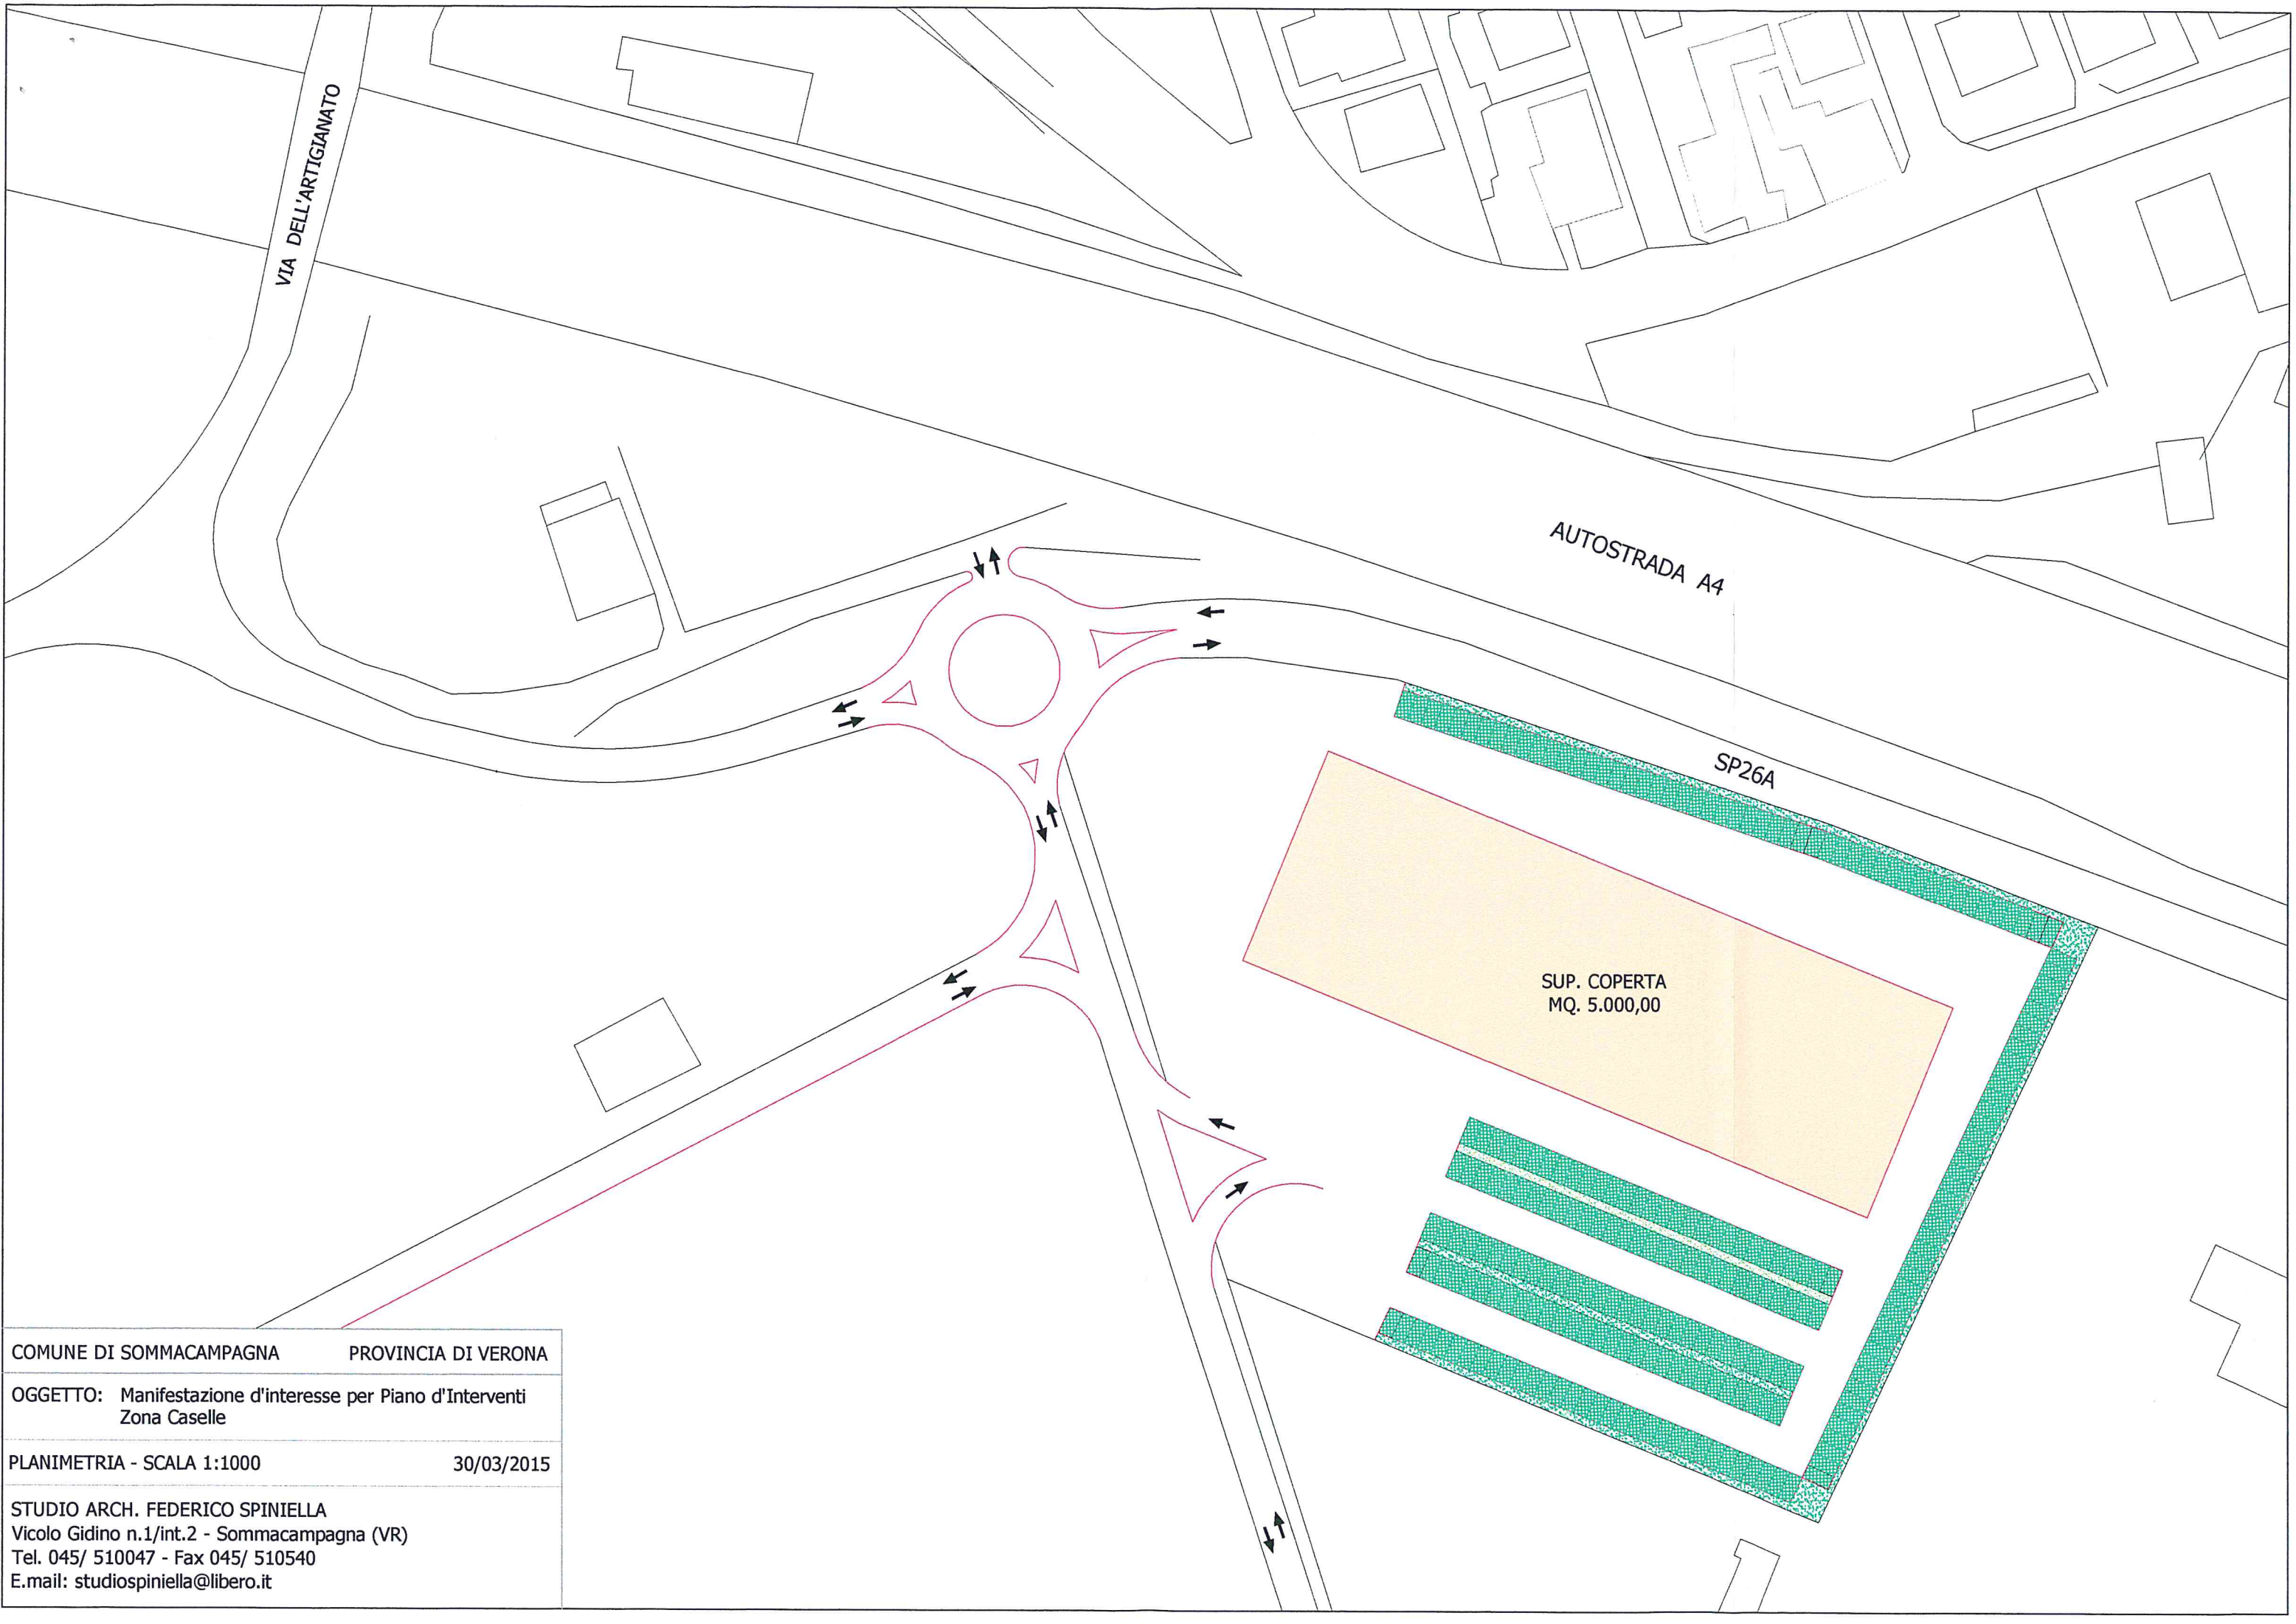 VIA DELL'ARTIGIANATO
AUTOSTRADA A4
SP26A
SUP. COPERTA
MQ. 5.000,00
COMUNE DI SOMMACAMPAGNA PROVINCIA DI VERONA
OGGETTO: Manifestazione d'interesse per Piano d'Interventi
Zona Caselle
PLANIMETRIA - SCALA 1:1000 30/03/2015
STUDIO ARCH. FEDERICO SPINIELLA
Vicolo Gidino n.1/int.2 - Sommacampagna (VR)
Tel. 045/ 510047 - Fax 045/ 510540
E.mail: studiospiniella@libero.it